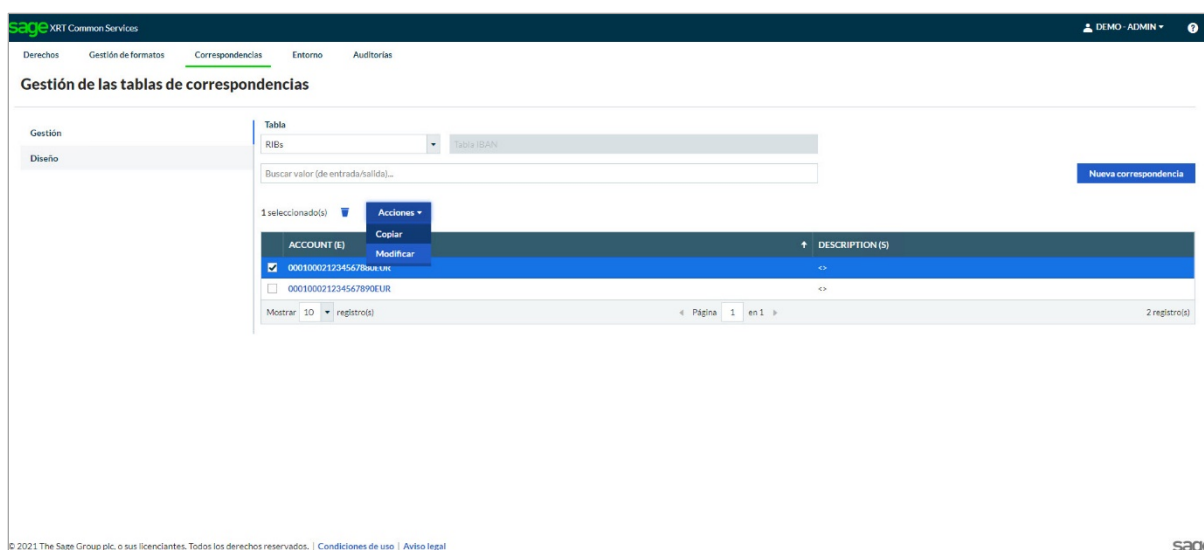 sage XRT Common Services DEMO - ADMIN
Derechos Gestión de formatos Correspondencias Entorno Auditorías
Gestión de las tablas de correspondencias
Gestión
Diseño
Tabla
RIBs Tabla IBAN
Buscar valor (de entrada/salida)...
Nueva correspondencia
1 seleccionado(s) Acciones
Copiar
Modificar
ACCOUNT (E) DESCRIPTION (S)
000100021234567880EUR <>
000100021234567890EUR <>
Mostrar 10 registro(s) Página 1 en 1 2 registro(s)
© 2021 The Sage Group plc. o sus licenciantes. Todos los derechos reservados. | Condiciones de uso | Aviso legal
sage